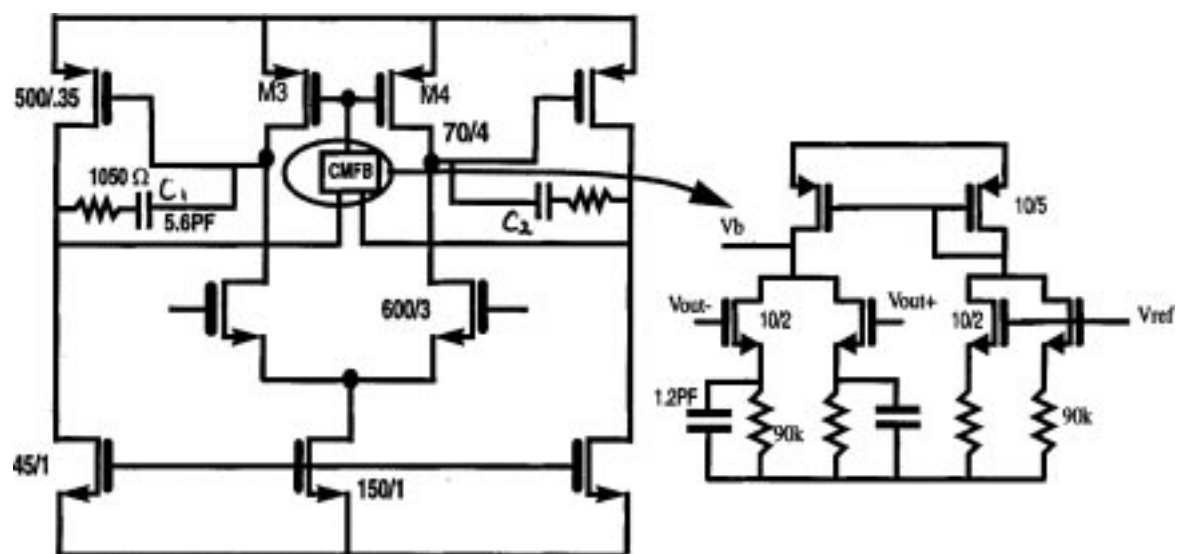 500/.35
M3
M4
70/4
CMFB
1050 Ω
C1
5.6PF
C2
600/3
45/1
150/1
10/5
Vb
Vout-
10/2
Vout+
10/2
Vref
1.2PF
90k
90k